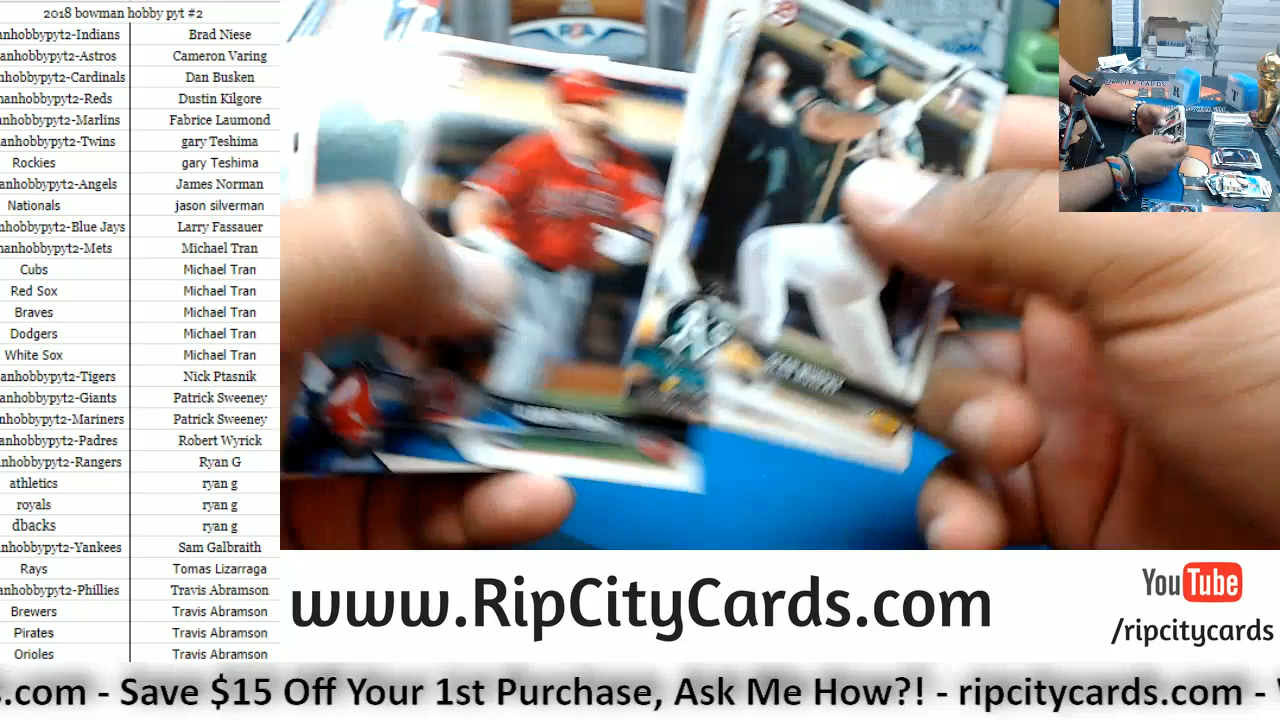 2018 bowman hobby pyt #2
anhobbypyt2-Indians Brad Niese
anhobbypyt2-Astros Cameron Varing
nhobbypyt2-Cardinals Dan Busken
manhobbypyt2-Reds Dustin Kilgore
anhobbypyt2-Marlins Fabrice Laumond
anhobbypyt2-Twins gary Teshima
Rockies gary Teshima
anhobbypyt2-Angels James Norman
Nationals jason silverman
nhobbypyt2-Blue Jays Larry Fassauer
manhobbypyt2-Mets Michael Tran
Cubs Michael Tran
Red Sox Michael Tran
Braves Michael Tran
Dodgers Michael Tran
White Sox Michael Tran
anhobbypyt2-Tigers Nick Ptasnik
anhobbypyt2-Giants Patrick Sweeney
nhobbypyt2-Mariners Patrick Sweeney
anhobbypyt2-Padres Robert Wyrick
nhobbypyt2-Rangers Ryan G
athletics ryan g
royals ryan g
dbacks ryan g
nhobbypyt2-Yankees Sam Galbraith
Rays Tomas Lizarraga
anhobbypyt2-Phillies Travis Abramson
Brewers Travis Abramson
Pirates Travis Abramson
Orioles Travis Abramson
www.RipCityCards.com
YouTube
/ripcitycards
s.com - Save $15 Off Your 1st Purchase, Ask Me How?! - ripcitycards.com -